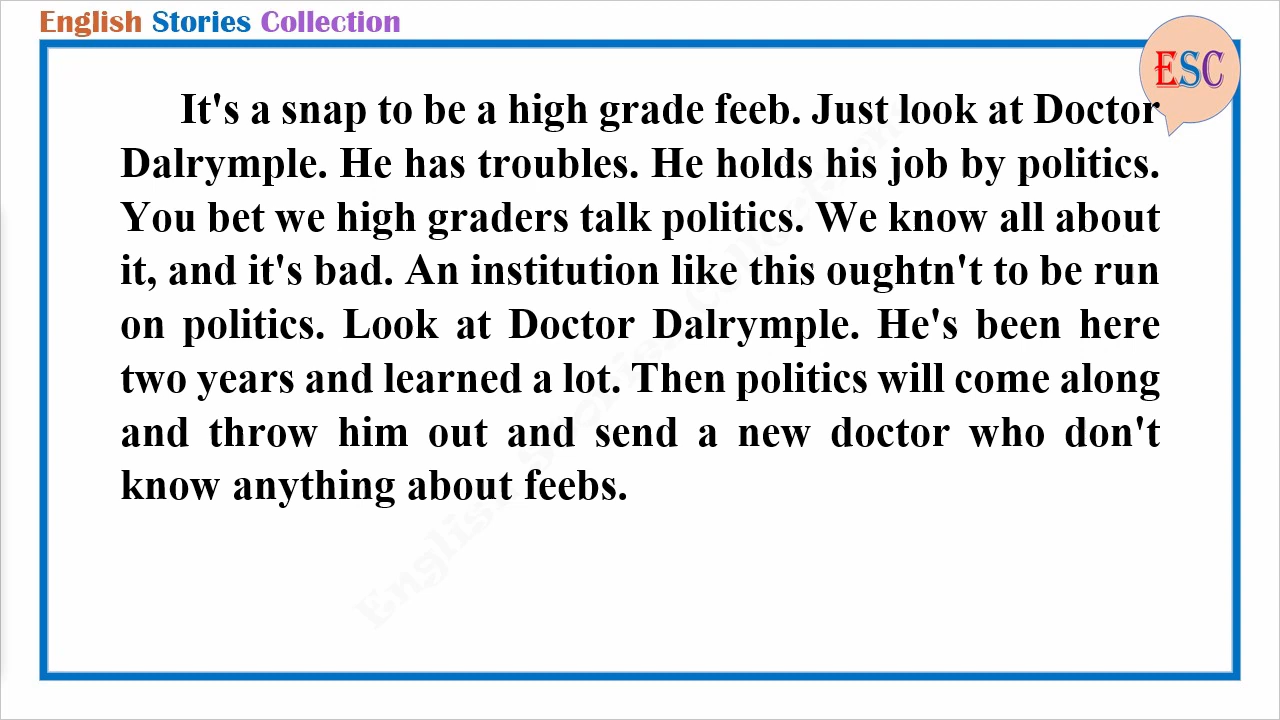 English Stories Collection
ESC
It's a snap to be a high grade feeb. Just look at Doctor
Dalrymple. He has troubles. He holds his job by politics.
You bet we high graders talk politics. We know all about
it, and it's bad. An institution like this oughtn't to be run
on politics. Look at Doctor Dalrymple. He's been here
two years and learned a lot. Then politics will come along
and throw him out and send a new doctor who don't
know anything about feebs.
English Stories Collection